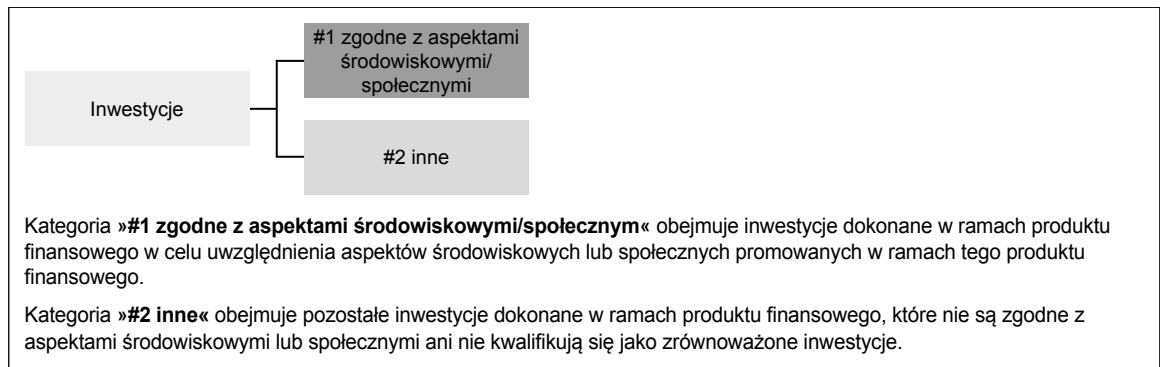 #1 zgodne z aspektami
środowiskowymi/
społecznymi
Inwestycje
#2 inne
Kategoria »#1 zgodne z aspektami środowiskowymi/społecznym« obejmuje inwestycje dokonane w ramach produktu
finansowego w celu uwzględnienia aspektów środowiskowych lub społecznych promowanych w ramach tego produktu
finansowego.
Kategoria »#2 inne« obejmuje pozostałe inwestycje dokonane w ramach produktu finansowego, które nie są zgodne z
aspektami środowiskowymi lub społecznymi ani nie kwalifikują się jako zrównoważone inwestycje.